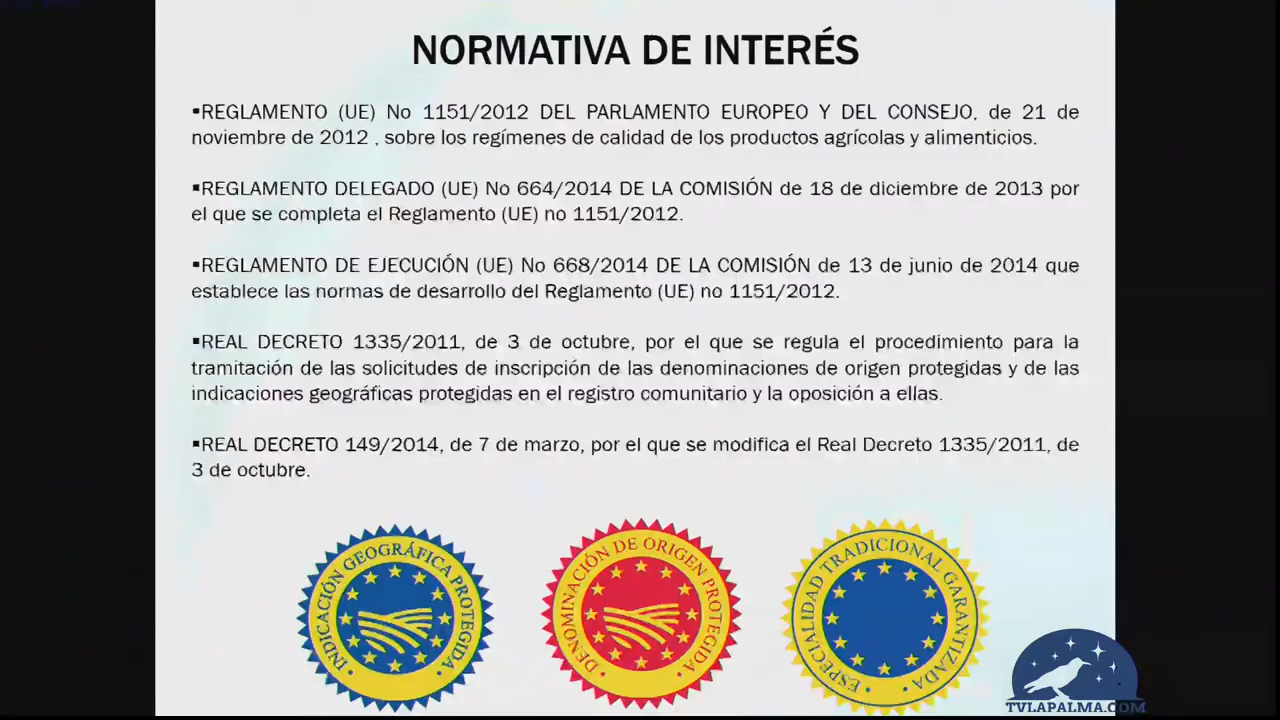 NORMATIVA DE INTERÉS
▪REGLAMENTO (UE) No 1151/2012 DEL PARLAMENTO EUROPEO Y DEL CONSEJO, de 21 de
noviembre de 2012 , sobre los regímenes de calidad de los productos agrícolas y alimenticios.
▪REGLAMENTO DELEGADO (UE) No 664/2014 DE LA COMISIÓN de 18 de diciembre de 2013 por
el que se completa el Reglamento (UE) no 1151/2012.
▪REGLAMENTO DE EJECUCIÓN (UE) No 668/2014 DE LA COMISIÓN de 13 de junio de 2014 que
establece las normas de desarrollo del Reglamento (UE) no 1151/2012.
▪REAL DECRETO 1335/2011, de 3 de octubre, por el que se regula el procedimiento para la
tramitación de las solicitudes de inscripción de las denominaciones de origen protegidas y de las
indicaciones geográficas protegidas en el registro comunitario y la oposición a ellas.
▪REAL DECRETO 149/2014, de 7 de marzo, por el que se modifica el Real Decreto 1335/2011, de
3 de octubre.
INDICACIÓN GEOGRÁFICA PROTEGIDA
DENOMINACIÓN DE ORIGEN PROTEGIDA
ESPECIALIDAD TRADICIONAL GARANTIZADA
TVLAPALMA.COM